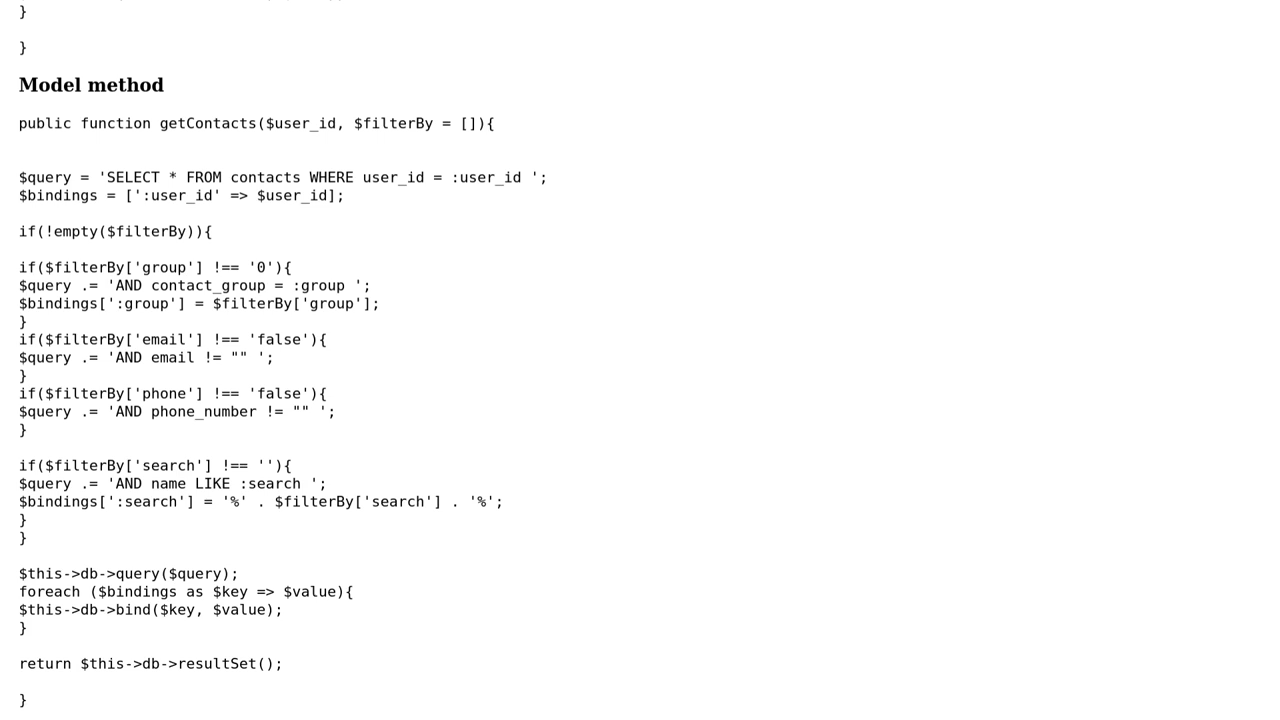 }
}
Model method
public function getContacts($user_id, $filterBy = []){
$query = 'SELECT * FROM contacts WHERE user_id = :user_id ';
$bindings = [':user_id' => $user_id];
if(!empty($filterBy)){
if($filterBy['group'] !== '0'){
$query .= 'AND contact_group = :group ';
$bindings[':group'] = $filterBy['group'];
}
if($filterBy['email'] !== 'false'){
$query .= 'AND email != "" ';
}
if($filterBy['phone'] !== 'false'){
$query .= 'AND phone_number != "" ';
}
if($filterBy['search'] !== ''){
$query .= 'AND name LIKE :search ';
$bindings[':search'] = '%' . $filterBy['search'] . '%';
}
}
$this->db->query($query);
foreach ($bindings as $key => $value){
$this->db->bind($key, $value);
}
return $this->db->resultSet();
}